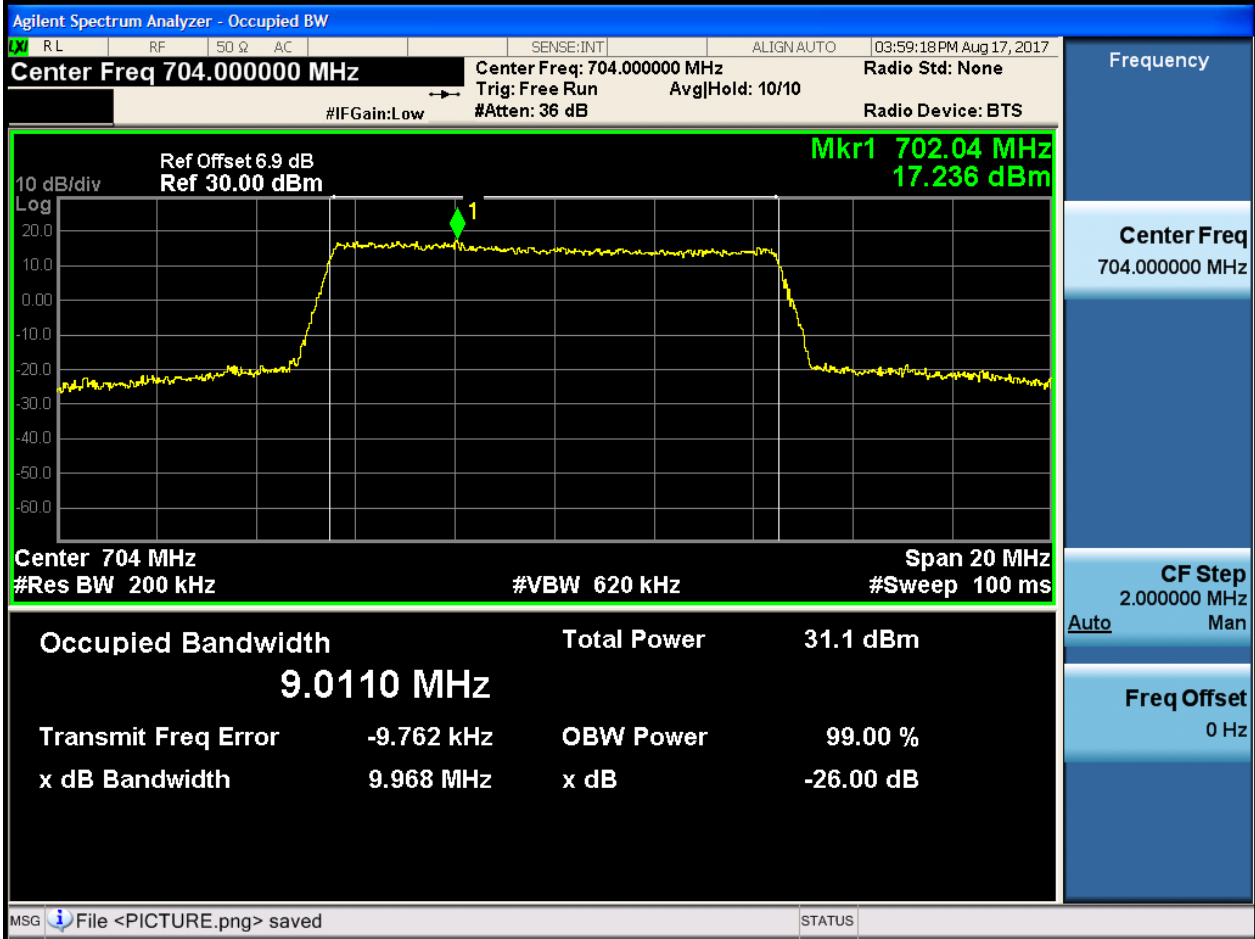 Agilent Spectrum Analyzer - Occupied BW
LXI RL RF 50 Ω AC SENSE:INT ALIGN AUTO 03:59:18 PM Aug 17, 2017
Center Freq 704.000000 MHz Center Freq: 704.000000 MHz Radio Std: None
Trig: Free Run Avg|Hold: 10/10
#IFGain:Low #Atten: 36 dB Radio Device: BTS
Mkr1 702.04 MHz
17.236 dBm
Ref Offset 6.9 dB
10 dB/div Ref 30.00 dBm
Log
1
20.0
10.0
0.00
-10.0
-20.0
-30.0
-40.0
-50.0
-60.0
Center 704 MHz Span 20 MHz
#Res BW 200 kHz #VBW 620 kHz #Sweep 100 ms
Occupied Bandwidth Total Power 31.1 dBm
9.0110 MHz
Transmit Freq Error -9.762 kHz OBW Power 99.00 %
x dB Bandwidth 9.968 MHz x dB -26.00 dB
Frequency
Center Freq
704.000000 MHz
CF Step
2.000000 MHz
Auto Man
Freq Offset
0 Hz
MSG File <PICTURE.png> saved STATUS